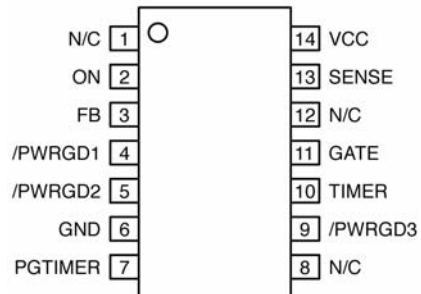 N/C 1 14 VCC
ON 2 13 SENSE
FB 3 12 N/C
/PWRGD1 4 11 GATE
/PWRGD2 5 10 TIMER
GND 6 9 /PWRGD3
PGTIMER 7 8 N/C